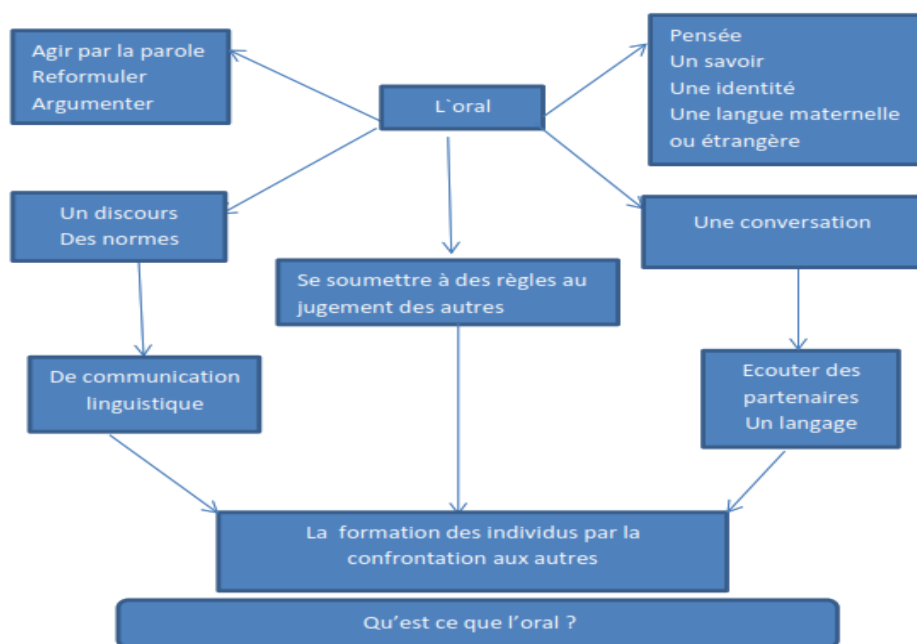 Agir par la parole
Reformuler
Argumenter
L`oral
Pensée
Un savoir
Une identité
Une langue maternelle
ou étrangère
Un discours
Des normes
Se soumettre à des règles au
jugement des autres
Une conversation
De communication
linguistique
Ecouter des
partenaires
Un langage
La formation des individus par la
confrontation aux autres
Qu’est ce que l’oral ?